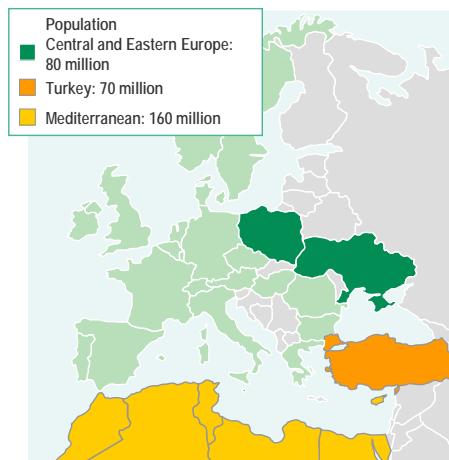 Population
Central and Eastern Europe:
80 million
Turkey: 70 million
Mediterranean: 160 million